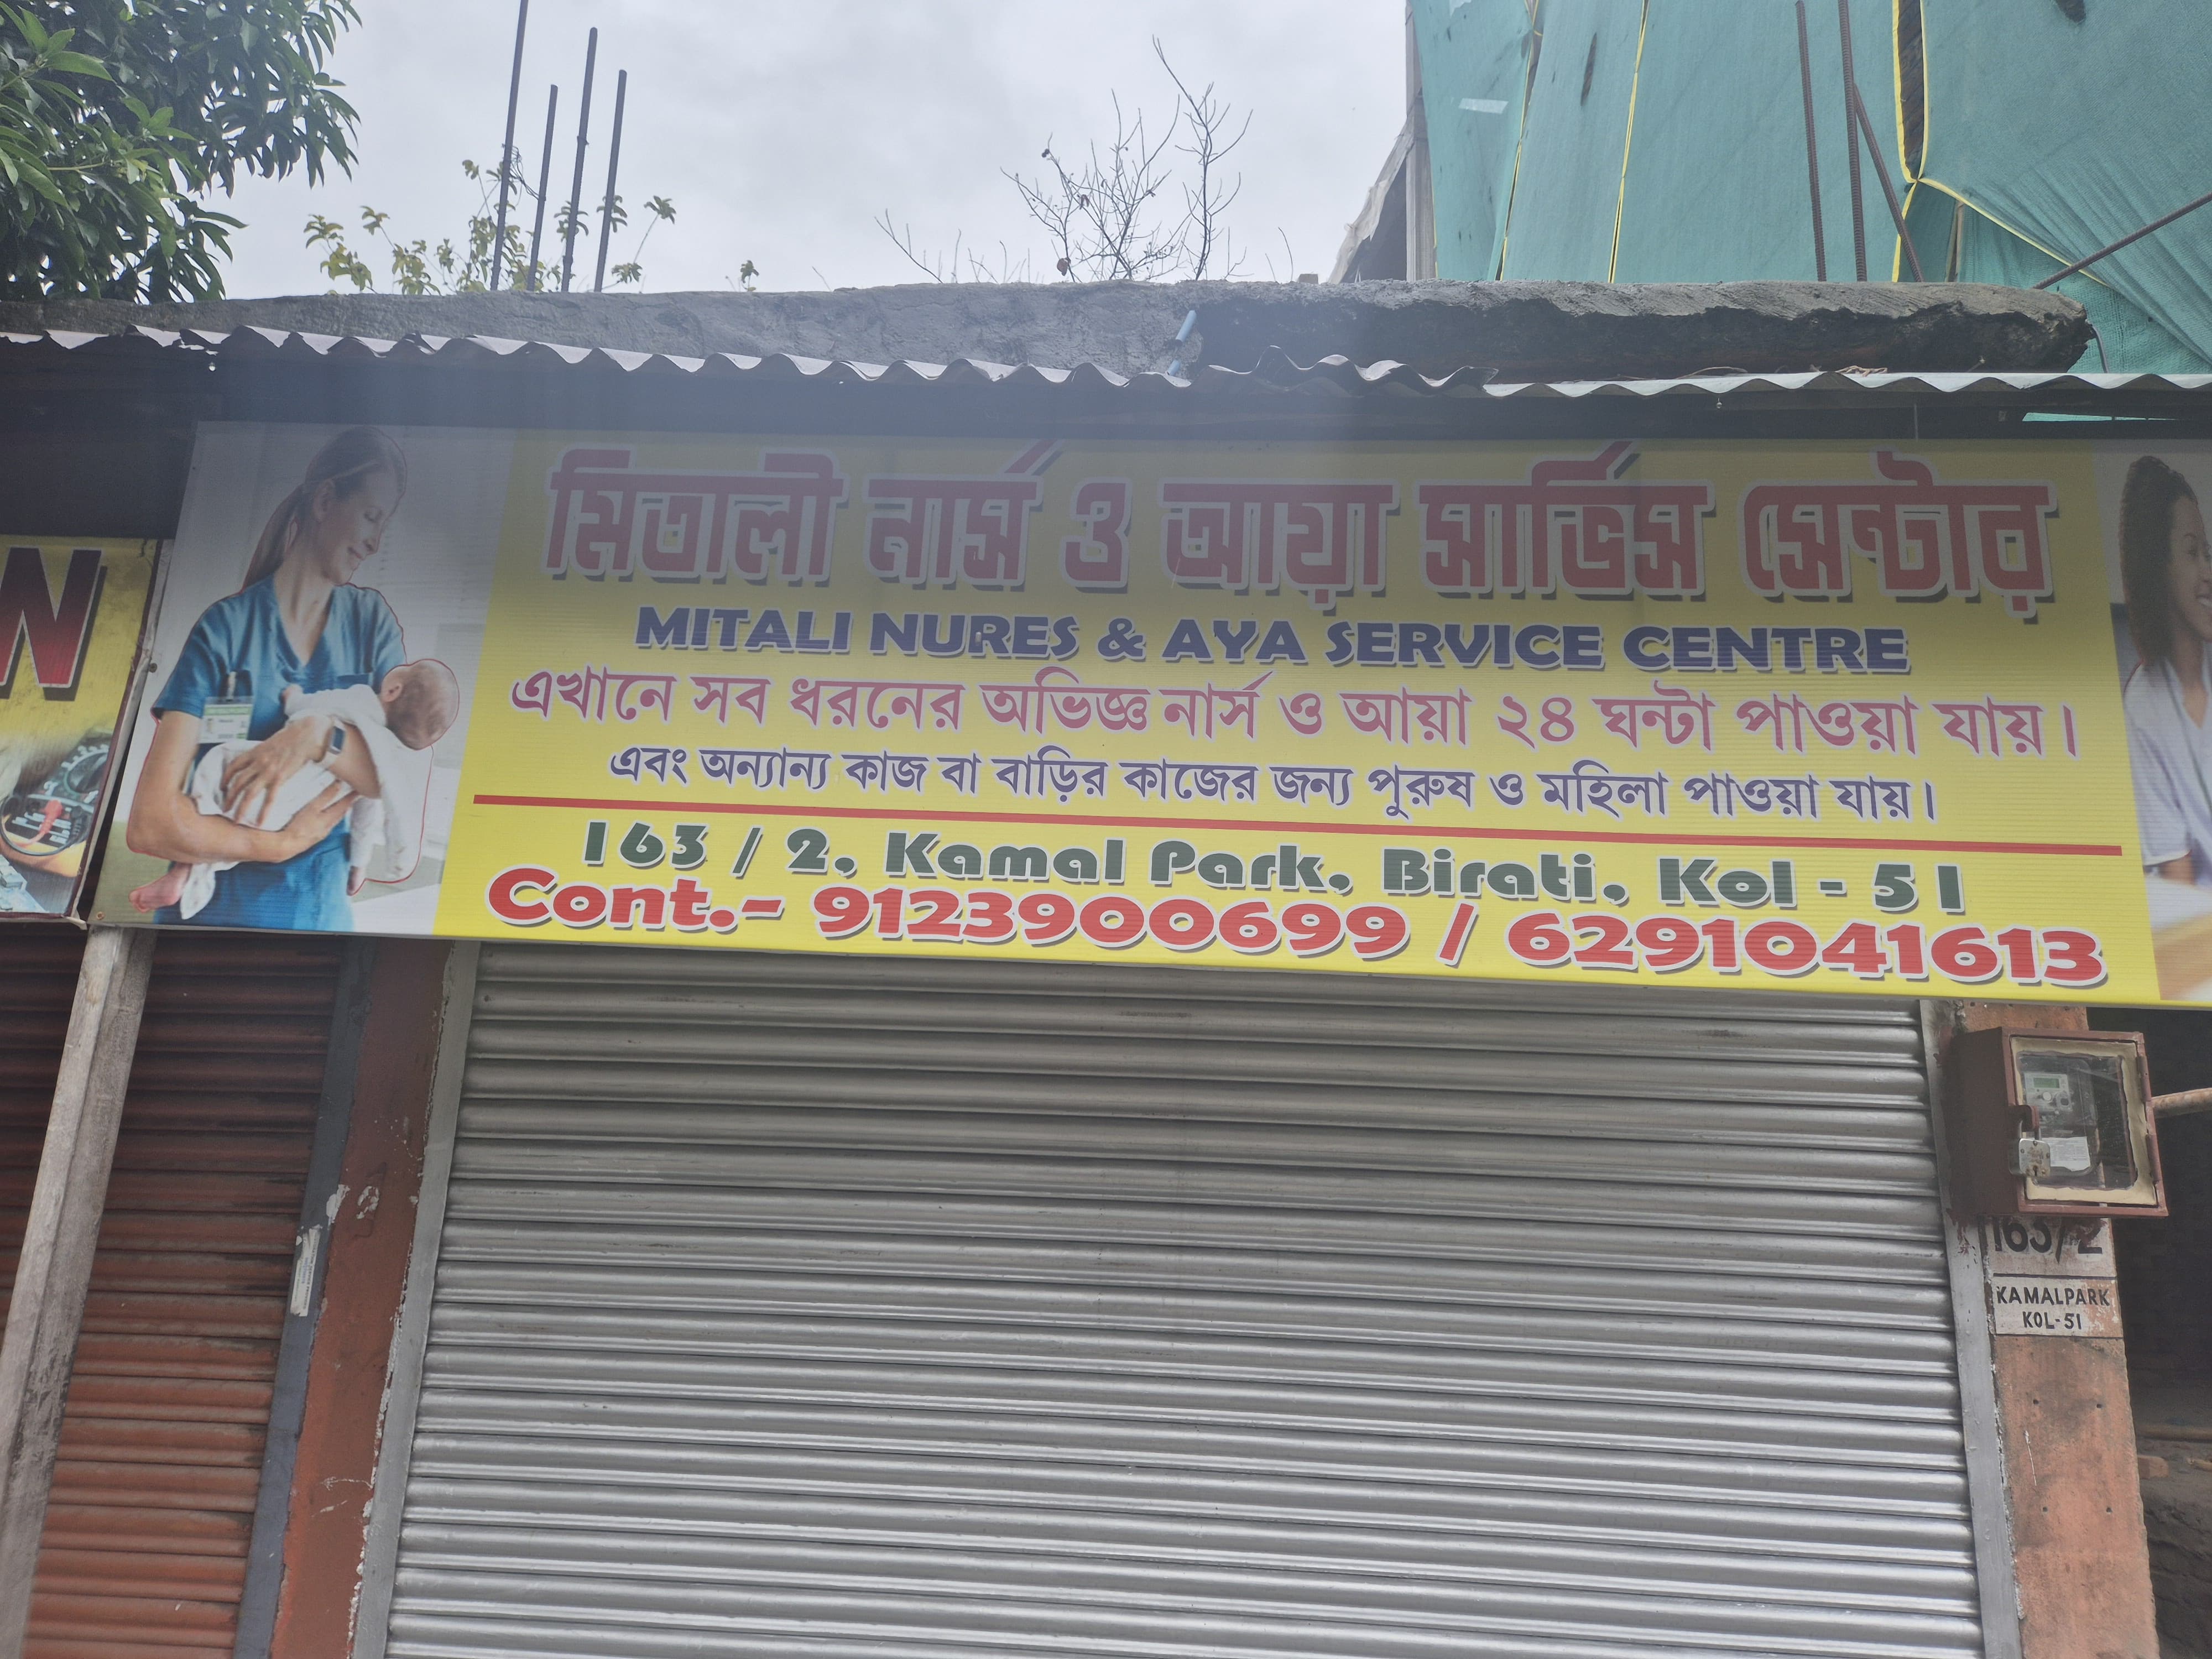 মিতালী নার্স ও আয়া সার্ভিস সেন্টার
MITALI NURES & AYA SERVICE CENTRE
এখানে সব ধরনের অভিজ্ঞ নার্স ও আয়া ২৪ ঘন্টা পাওয়া যায়।
এবং অন্যান্য কাজ বা বাড়ির কাজের জন্য পুরুষ ও মহিলা পাওয়া যায়।
163 / 2, Kamal Park, Birati, Kol - 51
Cont.- 9123900699 / 6291041613
N
163/2
KAMALPARK
KOL-51